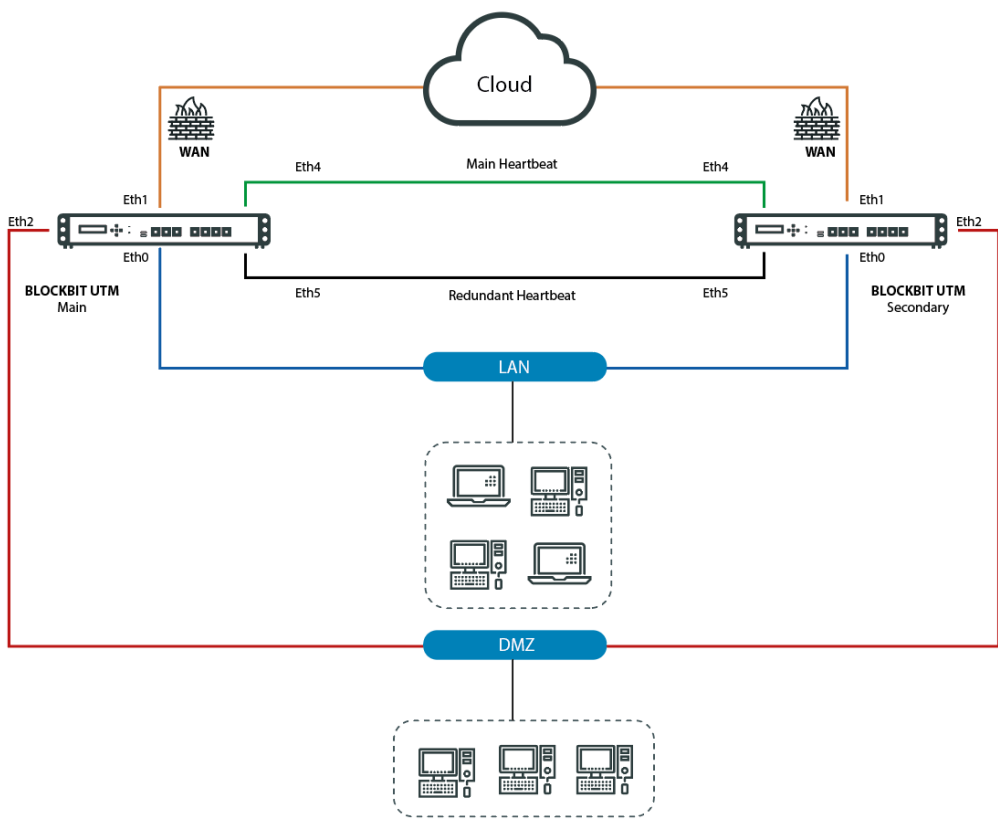 Cloud
WAN
WAN
Eth4
Main Heartbeat
Eth4
Eth1
Eth1
Eth2
Eth2
Eth0
Eth0
BLOCKBIT UTM
Main
Eth5
Redundant Heartbeat
Eth5
BLOCKBIT UTM
Secondary
LAN
DMZ